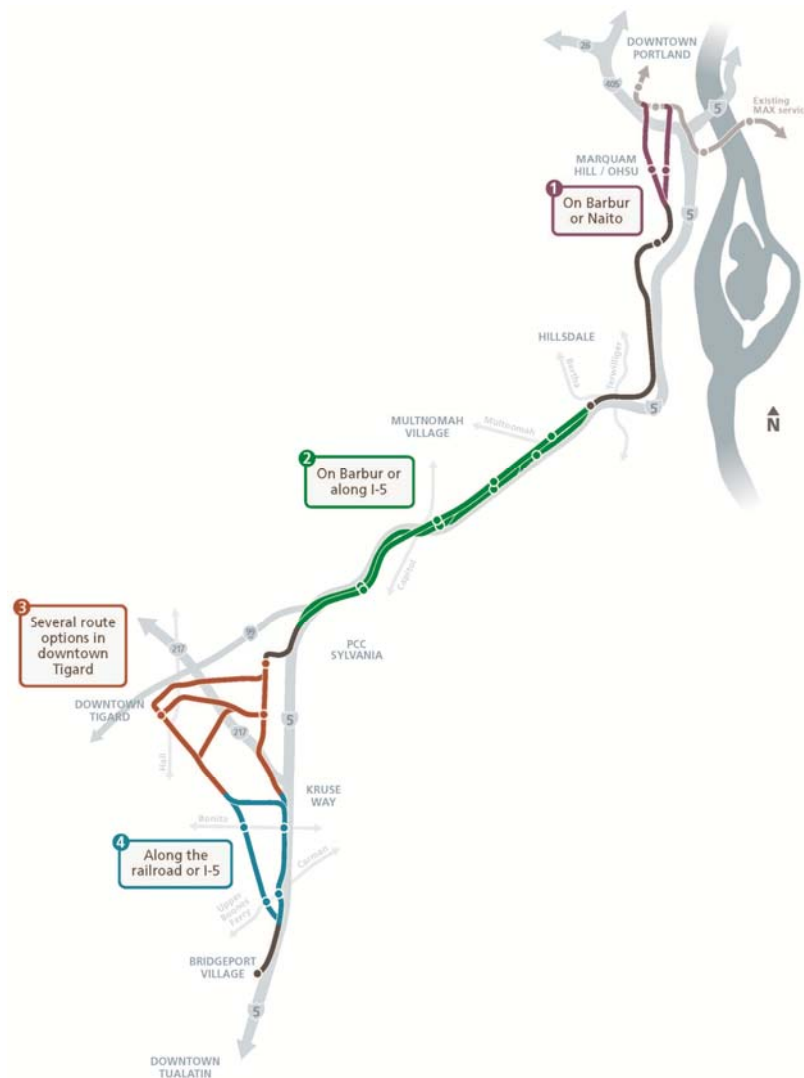 26
DOWNTOWN
PORTLAND
405
5
Existing
MAX service
MARQUAM
HILL / OHSU
1
On Barbur
or Naito
5
HILLSDALE
Bertha
Terwilliger
5
N
MULTNOMAH
VILLAGE
Multnomah
2
On Barbur or
along I-5
Capitol
3
Several route
options in
downtown
Tigard
217
99
PCC
SYLVANIA
DOWNTOWN
TIGARD
217
5
Hall
KRUSE
WAY
Bonita
4
Along the
railroad or I-5
Carman
Upper
Boones
Ferry
BRIDGEPORT
VILLAGE
5
DOWNTOWN
TUALATIN